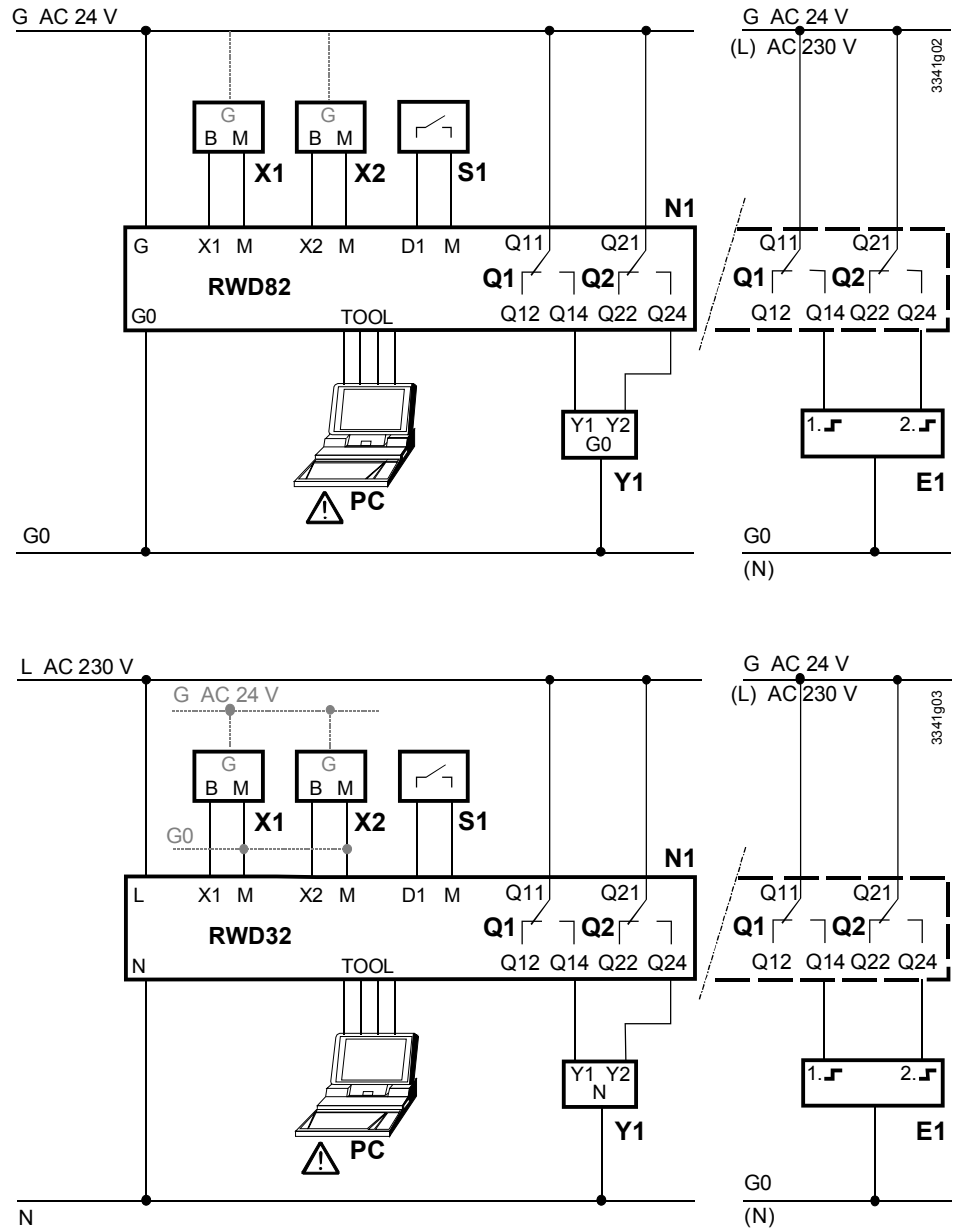 G AC 24 V
G AC 24 V
(L) AC 230 V
3341g02
G
G
B M
B M
X1
X2
S1
N1
G X1 M X2 M D1 M Q11 Q21
Q11 Q21
RWD82
Q1 Q2
Q1 Q2
G0 TOOL Q12 Q14 Q22 Q24
Q12 Q14 Q22 Q24
Y1 Y2
G0
1. 2.
Y1
E1
PC
G0
G0
(N)
L AC 230 V
G AC 24 V
(L) AC 230 V
G AC 24 V
3341g03
G
G
B M
B M
X1
X2
S1
G0
N1
L X1 M X2 M D1 M Q11 Q21
Q11 Q21
RWD32
Q1 Q2
Q1 Q2
N TOOL Q12 Q14 Q22 Q24
Q12 Q14 Q22 Q24
Y1 Y2
N
1. 2.
Y1
E1
PC
G0
N
(N)